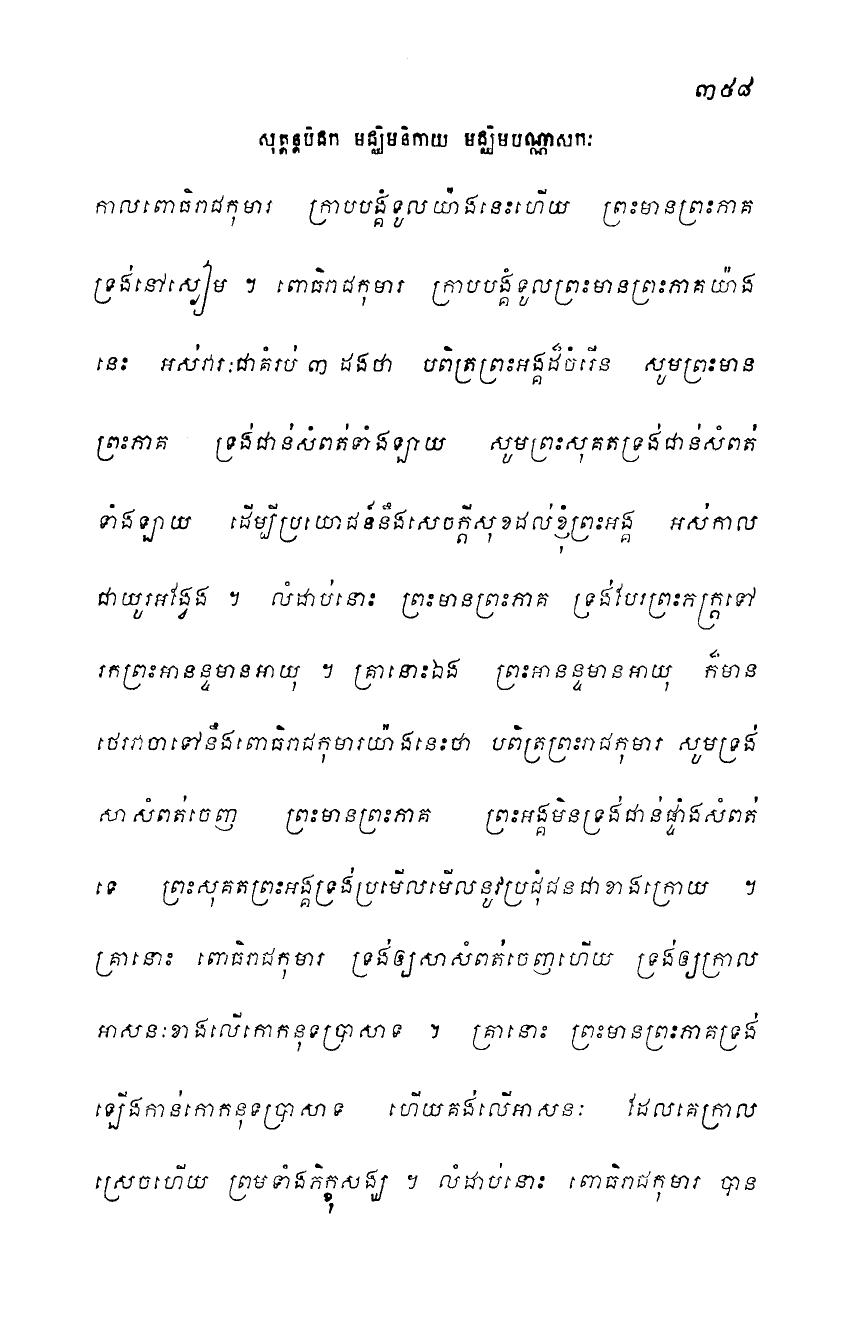 ៣៥៨
សុត្តន្តបិដក មជ្ឈិមនិកាយ មជ្ឈិមបណ្ណាសកៈ
កាលពោធិរាជកុមារ ក្រាបបង្គំទូលយ៉ាងនេះហើយ ព្រះមានព្រះភាគ
ទ្រង់នៅស្ងៀម ។ ពោធិរាជកុមារ ក្រាបបង្គំទូលព្រះមានព្រះភាគយ៉ាង
នេះ អស់វារៈជាគំរប់ ៣ ដងថា បពិត្រព្រះអង្គដ៏ចំរើន សូមព្រះមាន
ព្រះភាគ ទ្រង់ជាន់សំពត់ទាំងឡាយ សូមព្រះសុគតទ្រង់ជាន់សំពត់
ទាំងឡាយ ដើម្បីប្រយោជន៍នឹងសេចក្តីសុខដល់ខ្ញុំព្រះអង្គ អស់កាល
ជាយូរអង្វែង ។ លំដាប់នោះ ព្រះមានព្រះភាគ ទ្រង់បែរព្រះភក្ត្រទៅ
រកព្រះអានន្ទមានអាយុ ។ គ្រានោះឯង ព្រះអានន្ទមានអាយុ ក៏មាន
ថេរវាចាទៅនឹងពោធិរាជកុមារយ៉ាងនេះថា បពិត្រព្រះរាជកុមារ សូមទ្រង់
សាសំពត់ចេញ ព្រះមានព្រះភាគ ព្រះអង្គមិនទ្រង់ជាន់ផ្ទាំងសំពត់
ទេ ព្រះសុគតព្រះអង្គទ្រង់ប្រមើលមើលនូវប្រជុំជនជាខាងក្រោយ ។
គ្រានោះ ពោធិរាជកុមារ ទ្រង់ឲ្យសាសំពត់ចេញហើយ ទ្រង់ឲ្យក្រាល
អាសនៈខាងលើកោកនុទប្រាសាទ ។ គ្រានោះ ព្រះមានព្រះភាគទ្រង់
ឡើងកាន់កោកនុទប្រាសាទ ហើយគង់លើអាសនៈ ដែលគេក្រាល
ស្រេចហើយ ព្រមទាំងភិក្ខុសង្ឃ ។ លំដាប់នោះ ពោធិរាជកុមារ បាន